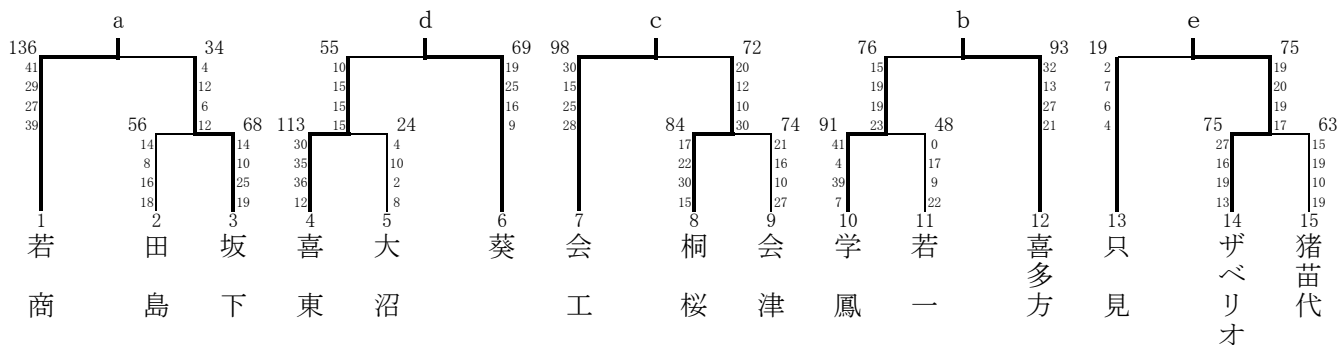 a d c b e
136 34 55 69 98 72 76 93 19 75
41 4 10 19 30 20 15 32 2 19
29 12 15 25 15 12 19 13 7 20
27 6 15 16 25 10 19 27 6 19
39 12 15 9 28 30 23 21 4 17
56 68 113 24 84 74 91 48 75 63
14 14 30 4 17 21 41 0 27 15
8 10 35 10 22 16 4 17 16 19
16 25 36 2 30 10 39 9 19 10
18 19 12 8 15 27 7 22 13 19
1 2 3 4 5 6 7 8 9 10 11 12 13 14 15
若商
田島
坂下
喜東
大沼
葵
会工
桐桜
会津
学鳳
若一
喜多方
只見
ザベリオ
猪苗代